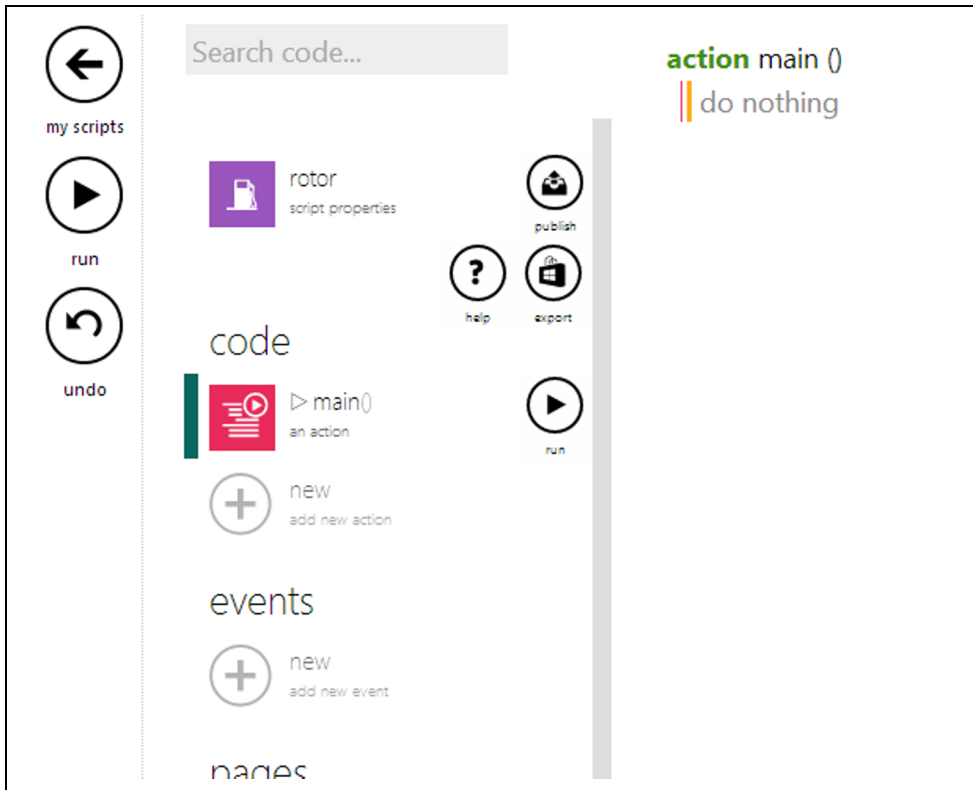 my scripts
run
undo
Search code...
rotor
script properties
publish
?
help
export
code
main()
an action
run
new
add new action
events
new
add new event
pages
action main ()
do nothing